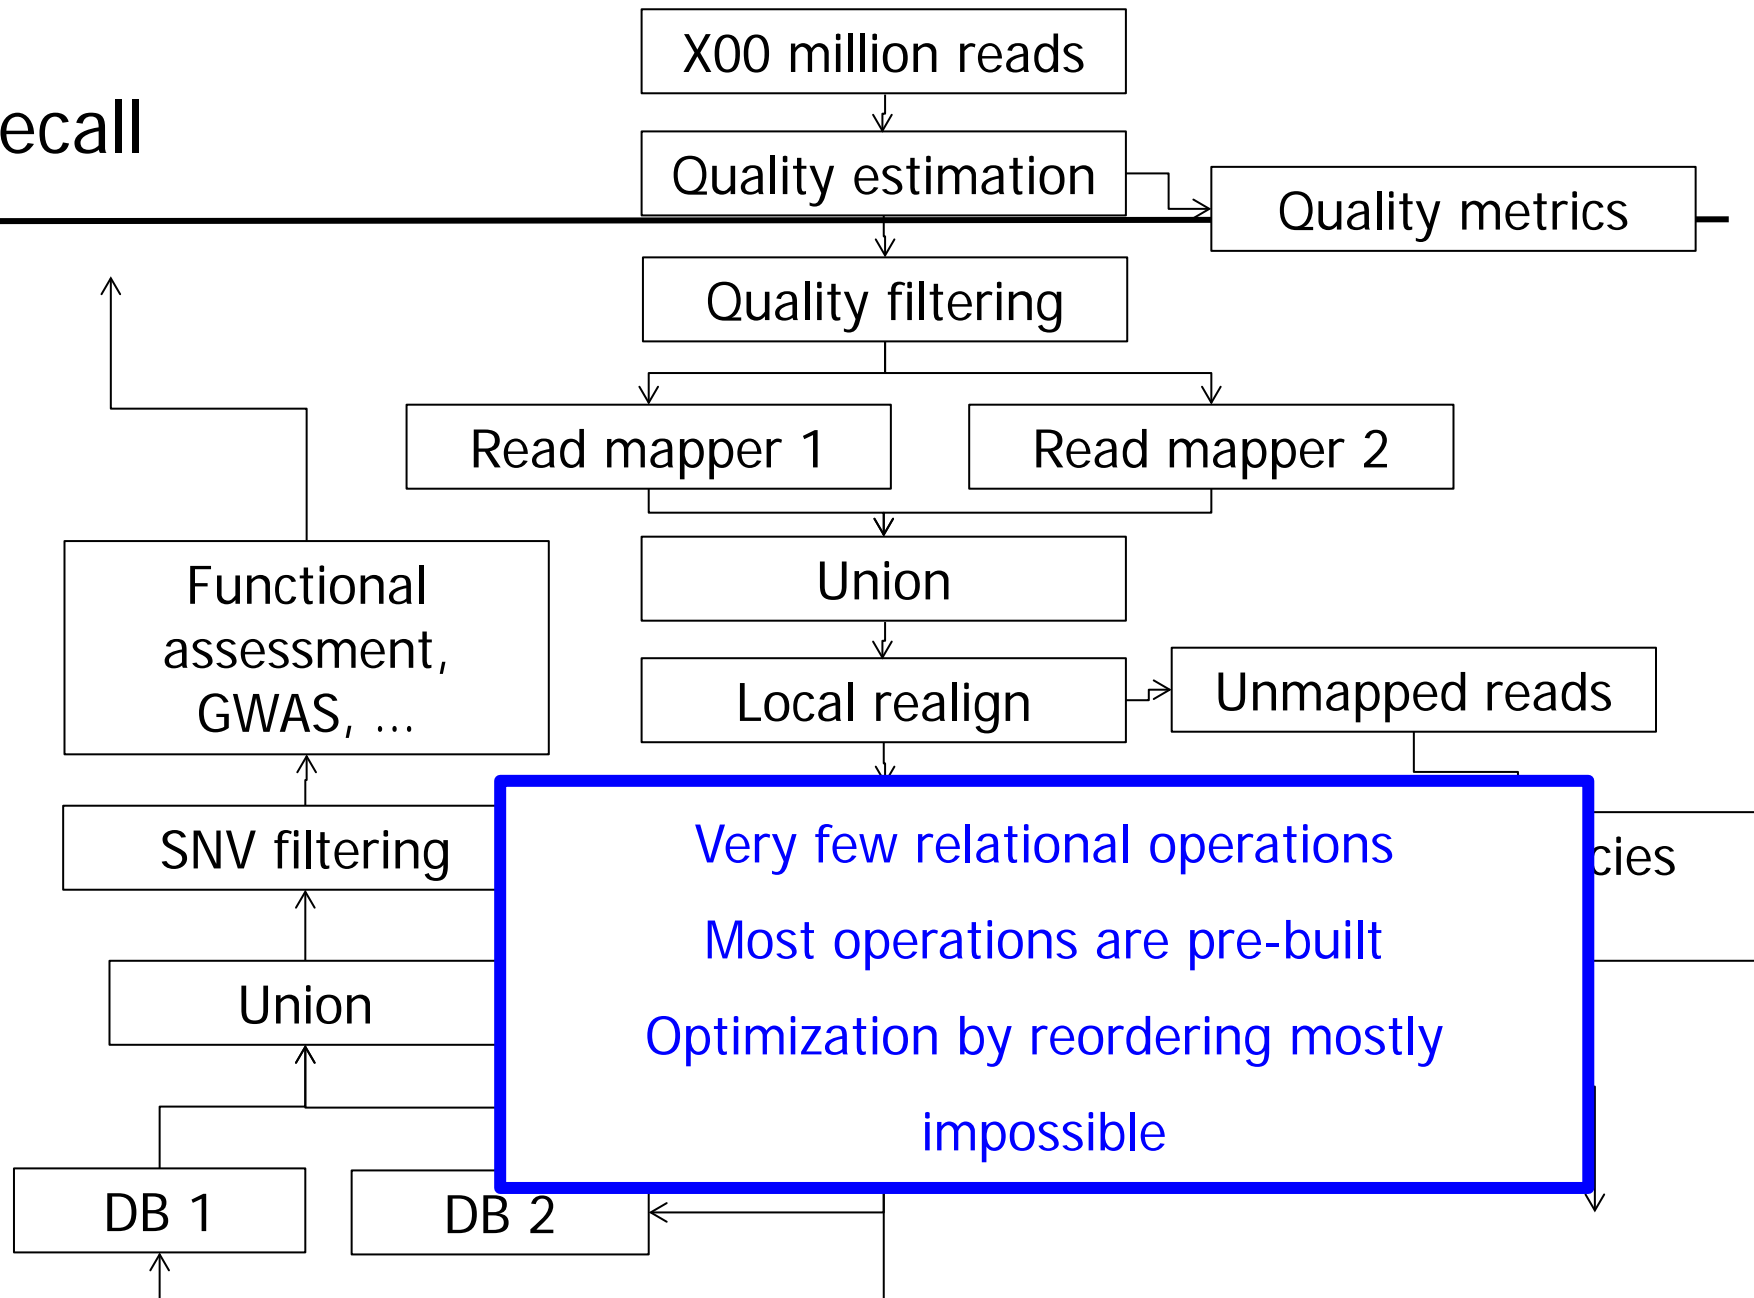 X00 million reads
ecall
Quality estimation
Quality metrics
Quality filtering
Read mapper 1
Read mapper 2
Union
Functional
assessment,
GWAS, ...
Local realign
Unmapped reads
SNV filtering
Very few relational operations
cies
Most operations are pre-built
Union
Optimization by reordering mostly
impossible
DB 1
DB 2